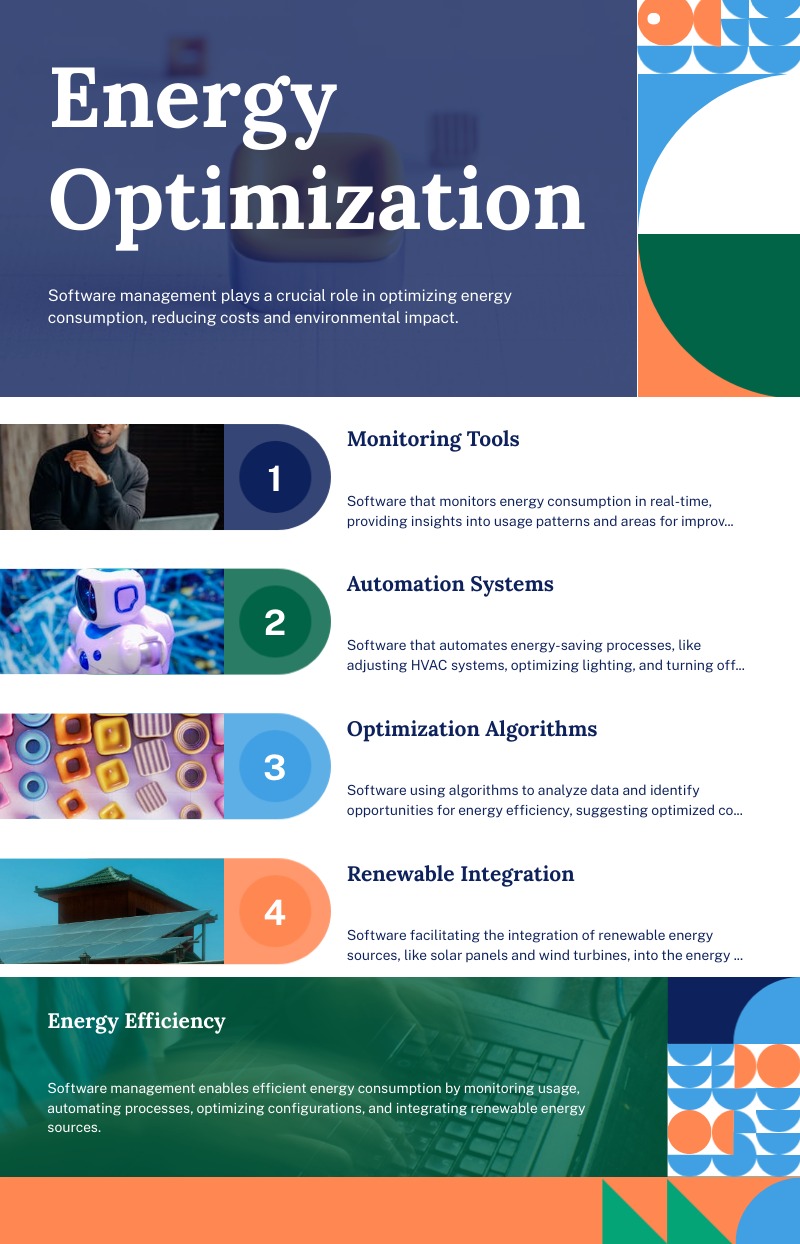 Energy
Optimization
Software management plays a crucial role in optimizing energy
consumption, reducing costs and environmental impact.
1
Monitoring Tools
Software that monitors energy consumption in real-time,
providing insights into usage patterns and areas for improv...
2
Automation Systems
Software that automates energy-saving processes, like
adjusting HVAC systems, optimizing lighting, and turning off...
3
Optimization Algorithms
Software using algorithms to analyze data and identify
opportunities for energy efficiency, suggesting optimized co...
4
Renewable Integration
Software facilitating the integration of renewable energy
sources, like solar panels and wind turbines, into the energy ...
Energy Efficiency
Software management enables efficient energy consumption by monitoring usage,
automating processes, optimizing configurations, and integrating renewable energy
sources.